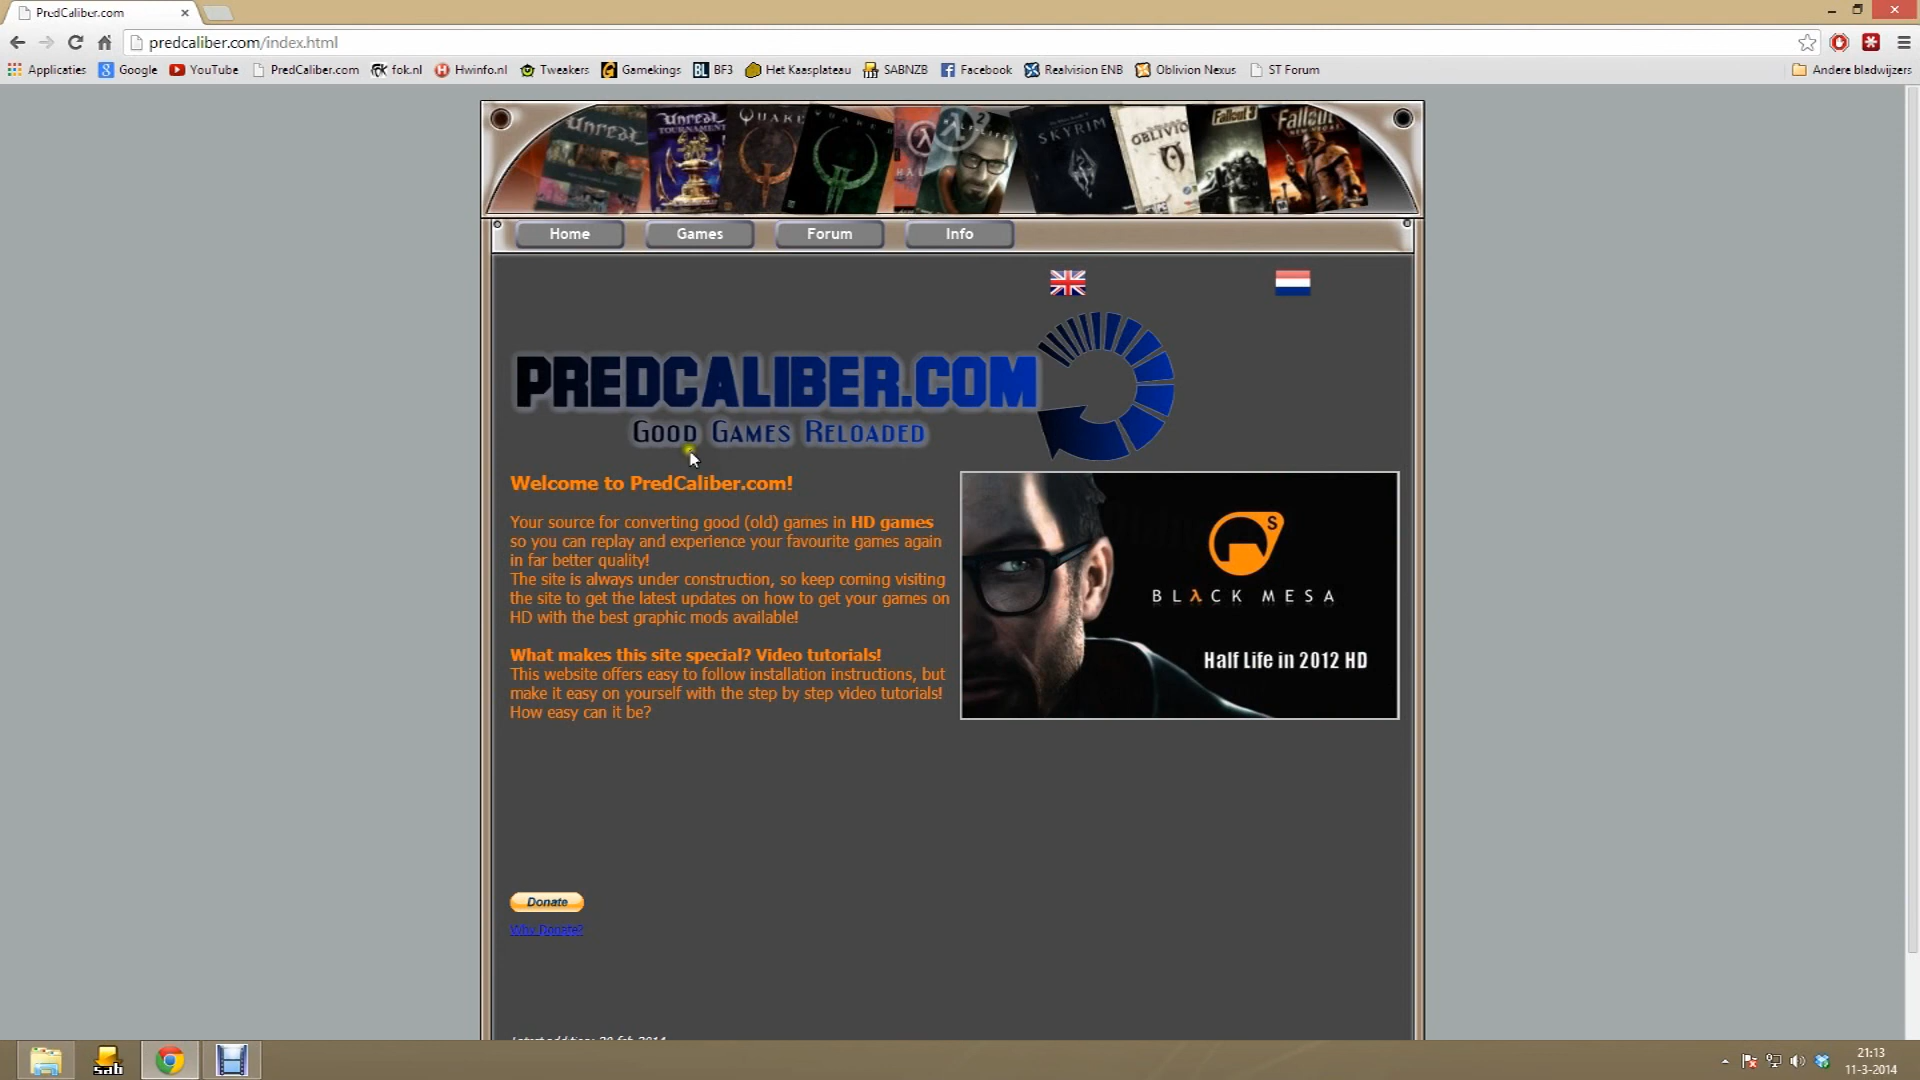 PredCaliber.com
predcaliber.com/index.html
Applicaties Google YouTube PredCaliber.com fok.nl Hwinfo.nl Tweakers Gamekings BL BF3 Het Kaasplateau SABNZB Facebook Realvision ENB Oblivion Nexus ST Forum Andere bladwijzers
Unreal Unreal Tournament Quake Quake Half-Life 2 Skyrim Oblivion Fallout 3 Fallout New Vegas
Home Games Forum Info
PREDCALIBER.COM
Good Games Reloaded
Welcome to PredCaliber.com!
Your source for converting good (old) games in HD games
so you can replay and experience your favourite games again
in far better quality!
The site is always under construction, so keep coming visiting
the site to get the latest updates on how to get your games on
HD with the best graphic mods available!
What makes this site special? Video tutorials!
This website offers easy to follow installation instructions, but
make it easy on yourself with the step by step video tutorials!
How easy can it be?
S
BLλCK MESA
Half Life in 2012 HD
Donate
Why Donate?
sab
21:13
11-3-2014